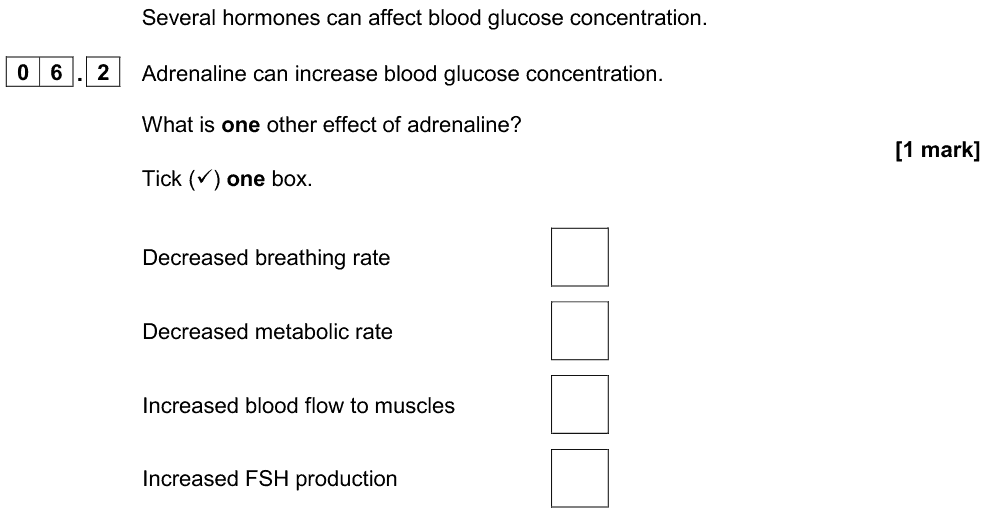 Several hormones can affect blood glucose concentration.
0 6 . 2 Adrenaline can increase blood glucose concentration.
What is one other effect of adrenaline?
[1 mark]
Tick (✓) one box.
Decreased breathing rate
Decreased metabolic rate
Increased blood flow to muscles
Increased FSH production